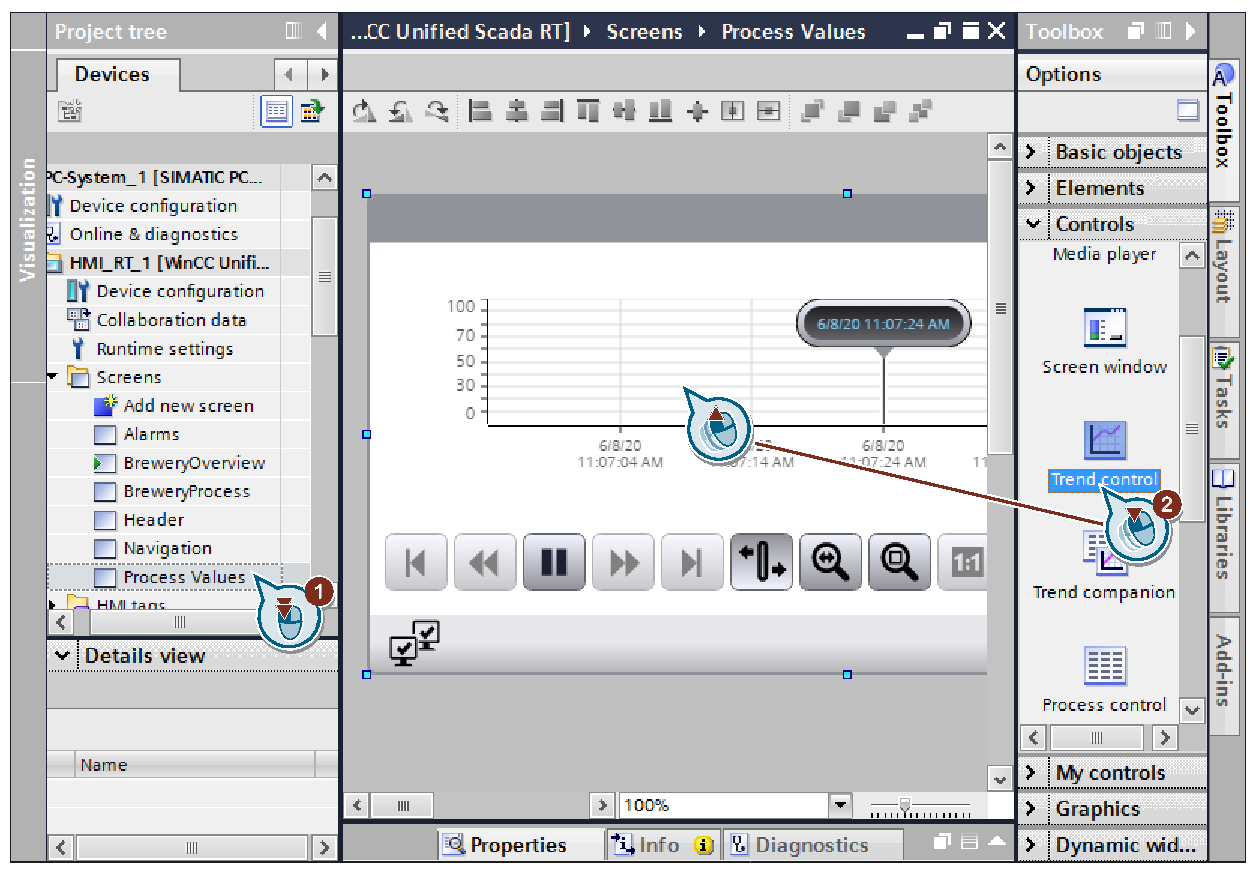 Project tree
Devices
Visualization
PC-System_1 [SIMATIC PC...
Device configuration
Online & diagnostics
HMI_RT_1 [WinCC Unifi...
Device configuration
Collaboration data
Runtime settings
Screens
Add new screen
Alarms
BreweryOverview
BreweryProcess
Header
Navigation
Process Values
1
HMI tags
Details view
Name
...CC Unified Scada RT] Screens Process Values
100
70
50
30
0
6/8/20 11:07:24 AM
6/8/20
11:07:04 AM
11:07:14 AM
6/8/20
11:07:24 AM
11
1:1
100%
Properties
Info
Diagnostics
Toolbox
Options
Basic objects
Elements
Controls
Media player
Screen window
Trend control
2
Trend companion
Process control
My controls
Graphics
Dynamic wid...
Toolbox
Layout
Tasks
Libraries
Add-ins